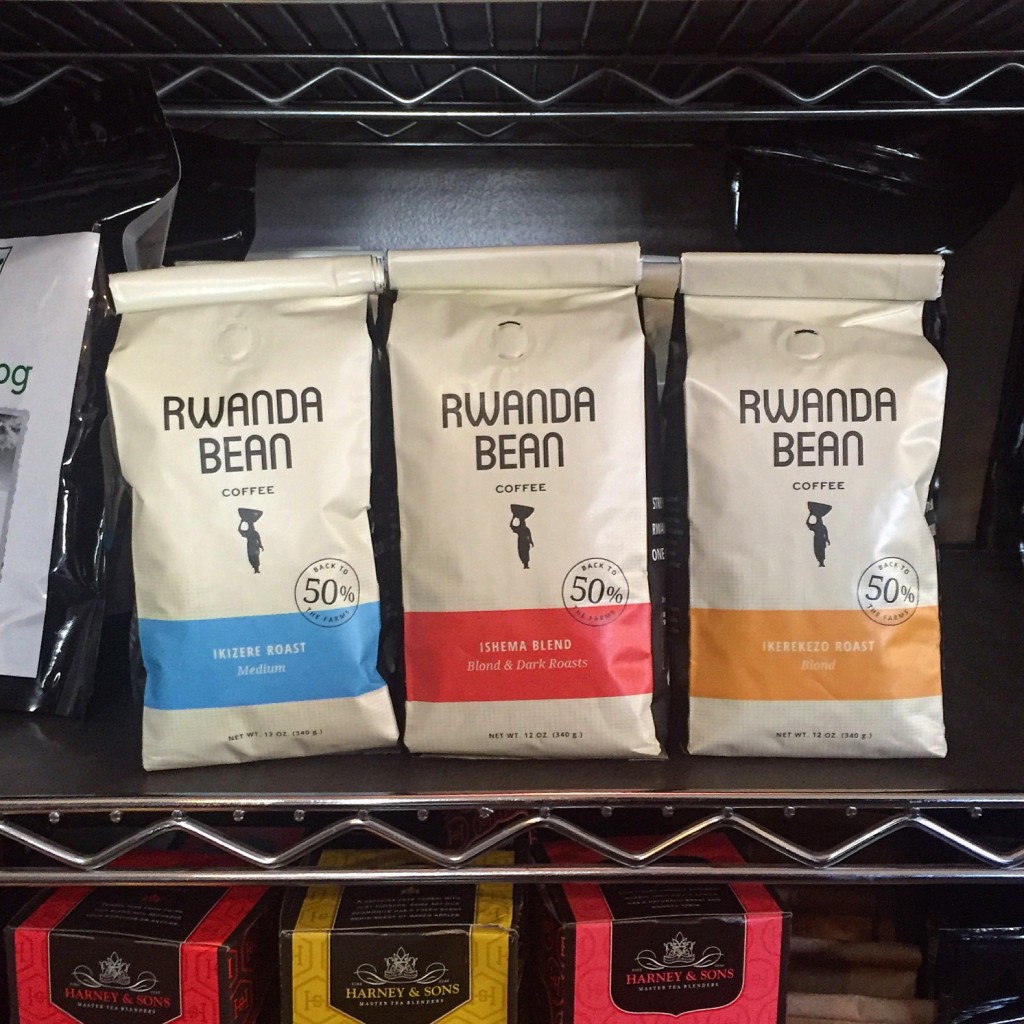 og
RWANDA
BEAN
COFFEE
BACK TO
50%
THE FARMS
IKIZERE ROAST
Medium
NET WT. 12 OZ. (340 g.)
RWANDA
BEAN
COFFEE
BACK TO
50%
THE FARMS
ISHEMA BLEND
Blond & Dark Roasts
NET WT. 12 OZ. (340 g.)
RWANDA
BEAN
COFFEE
BACK TO
50%
THE FARMS
IKEREKEZO ROAST
Blond
NET WT. 12 OZ. (340 g.)
ONE
HARNEY & SONS
MASTER TEA BLENDERS
HARNEY & SONS
MASTER TEA BLENDERS
HARNEY & SONS
MASTER TEA BLENDERS